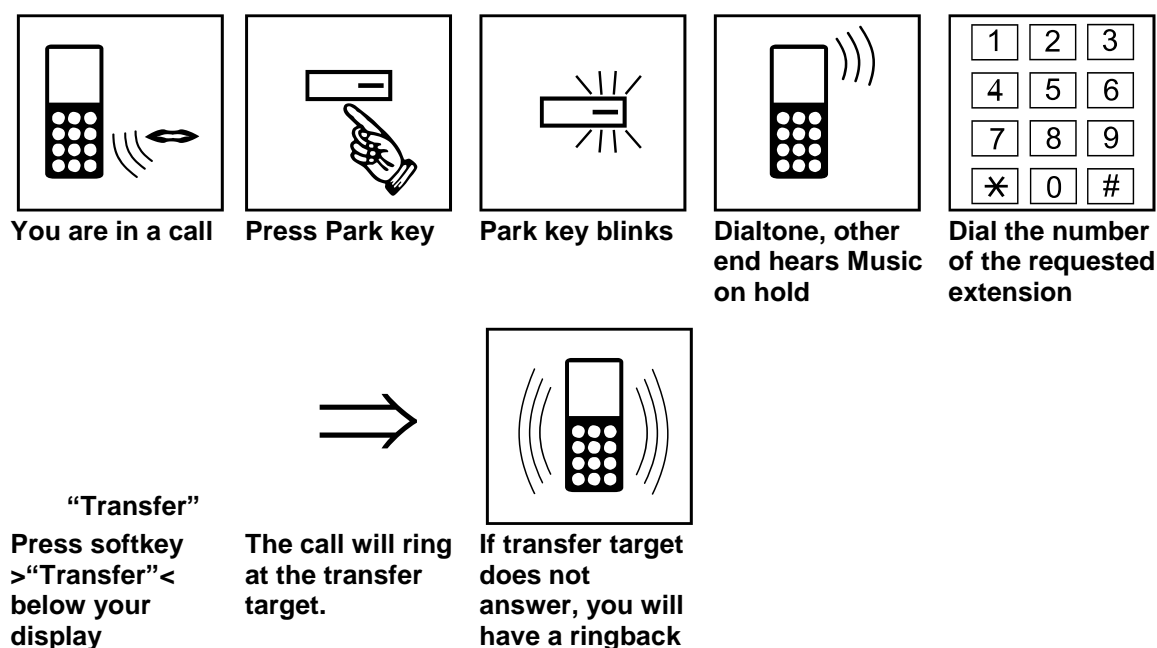 1 2 3
4 5 6
7 8 9
* 0 #
You are in a call
Press Park key
Park key blinks
Dialtone, other
end hears Music
on hold
Dial the number
of the requested
extension
“Transfer”
Press softkey
>“Transfer”<
below your
display
The call will ring
at the transfer
target.
If transfer target
does not
answer, you will
have a ringback